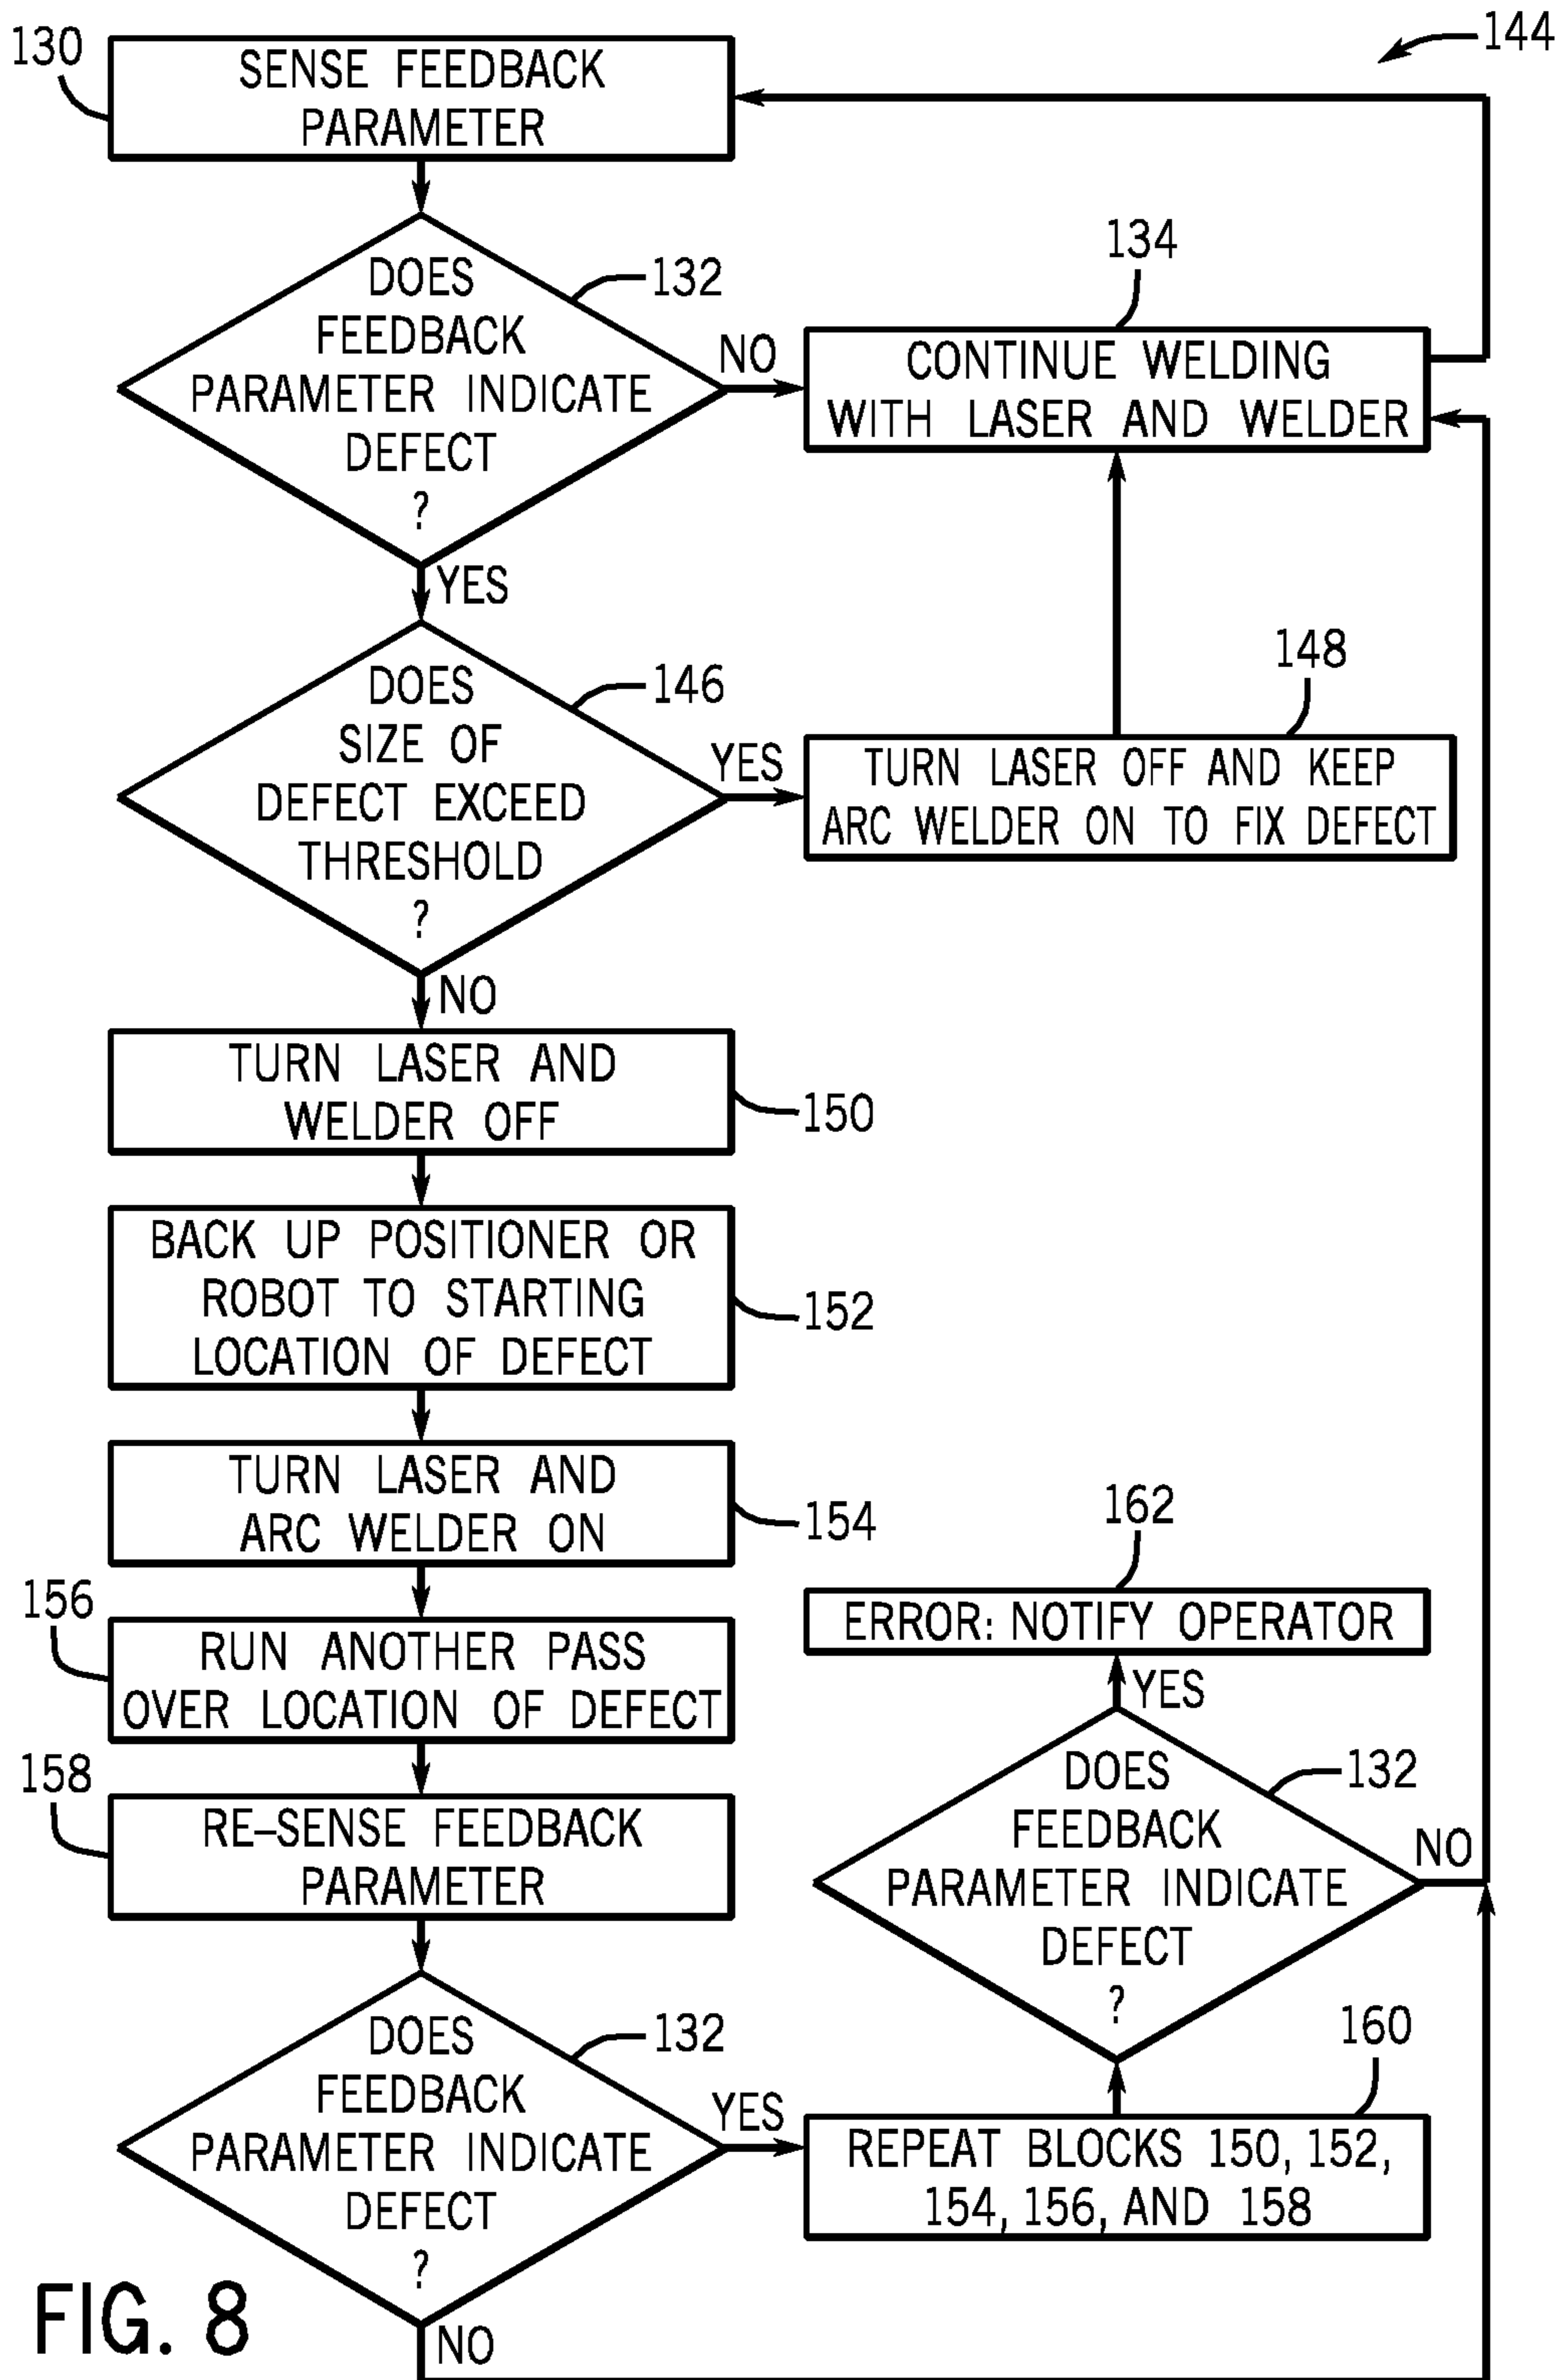 144
130
SENSE FEEDBACK
PARAMETER
132
DOES
FEEDBACK
PARAMETER INDICATE
DEFECT
?
NO
YES
134
CONTINUE WELDING
WITH LASER AND WELDER
146
DOES
SIZE OF
DEFECT EXCEED
THRESHOLD
?
YES
NO
148
TURN LASER OFF AND KEEP
ARC WELDER ON TO FIX DEFECT
TURN LASER AND
WELDER OFF
150
BACK UP POSITIONER OR
ROBOT TO STARTING
LOCATION OF DEFECT
152
TURN LASER AND
ARC WELDER ON
154
156
RUN ANOTHER PASS
OVER LOCATION OF DEFECT
158
RE–SENSE FEEDBACK
PARAMETER
132
DOES
FEEDBACK
PARAMETER INDICATE
DEFECT
?
YES
NO
160
REPEAT BLOCKS 150, 152,
154, 156, AND 158
132
DOES
FEEDBACK
PARAMETER INDICATE
DEFECT
?
NO
YES
162
ERROR: NOTIFY OPERATOR
FIG. 8